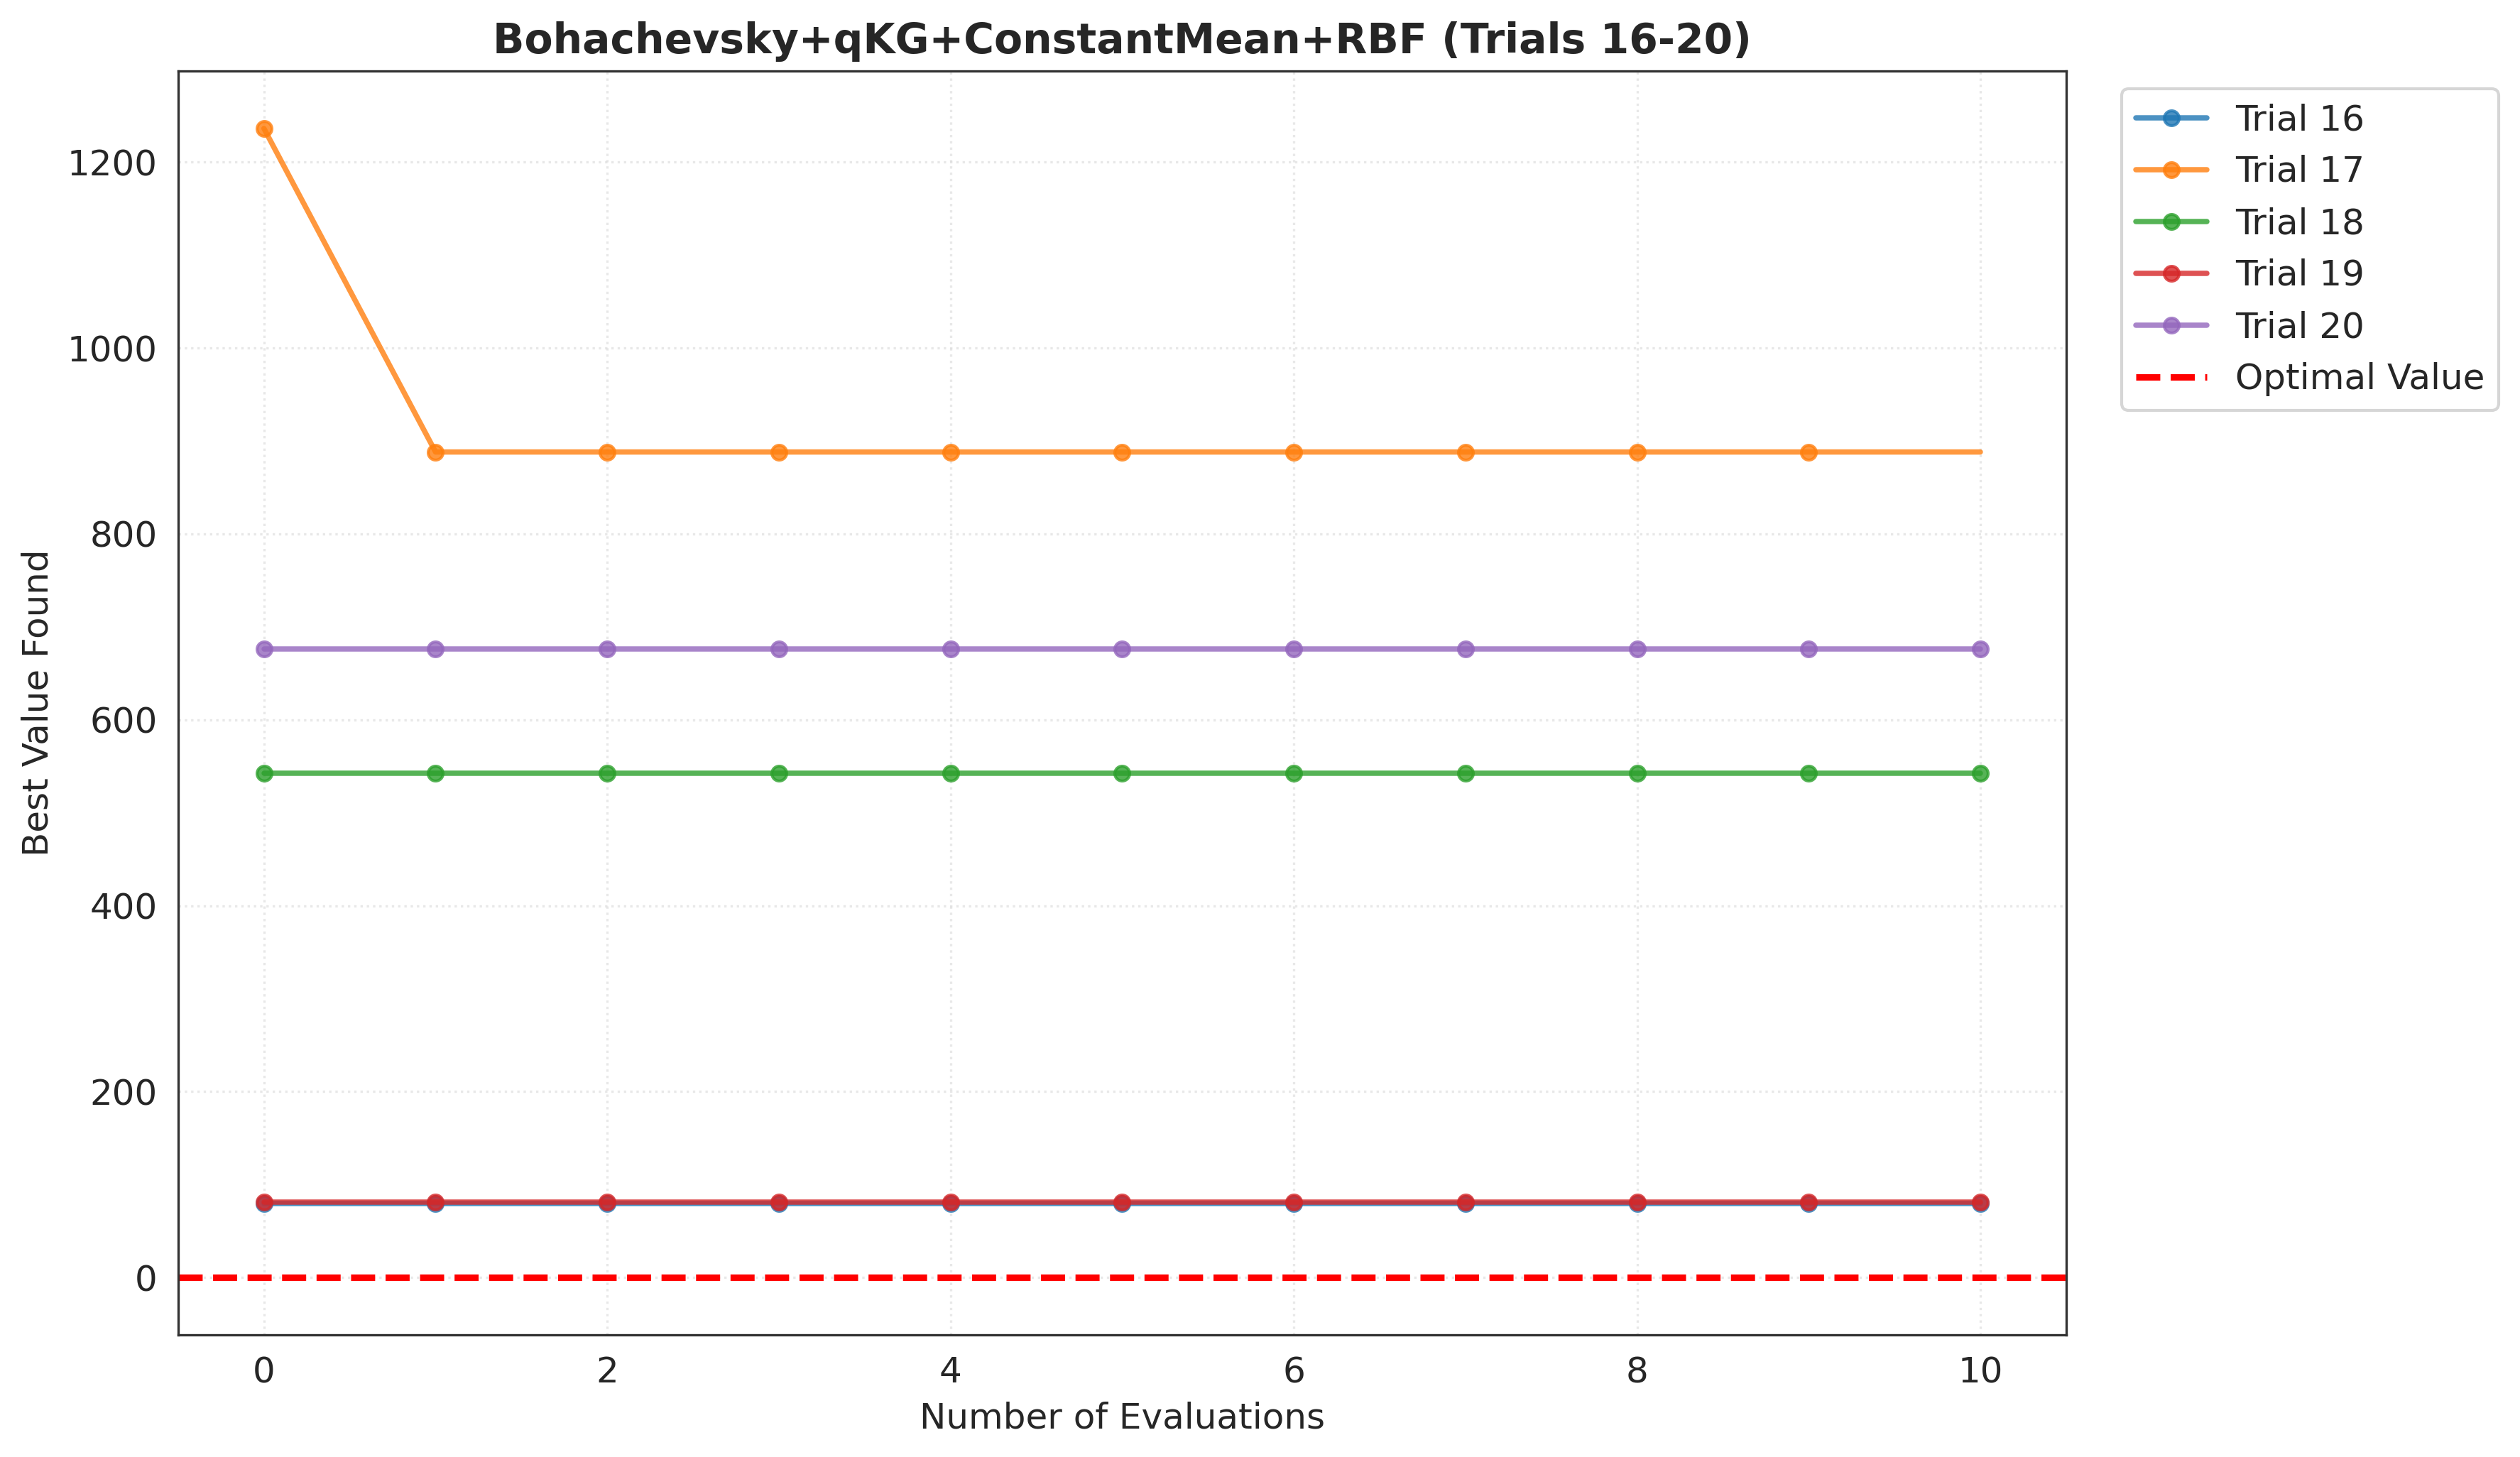 Bohachevsky+qKG+ConstantMean+RBF (Trials 16-20)
Trial 16
Trial 17
Trial 18
Trial 19
Trial 20
Optimal Value
Best Value Found
1200
1000
800
600
400
200
0
0 2 4 6 8 10
Number of Evaluations